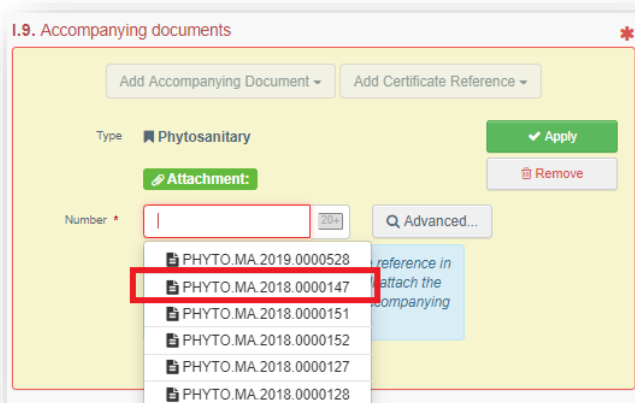 I.9. Accompanying documents *
Add Accompanying Document
Add Certificate Reference
Type Phytosanitary
Apply
Attachment:
Remove
Number *
20+
Advanced...
PHYTO.MA.2019.0000528
reference in
PHYTO.MA.2018.0000147
attach the
PHYTO.MA.2018.0000151
ompanying
PHYTO.MA.2018.0000152
PHYTO.MA.2018.0000127
PHYTO.MA.2018.0000128